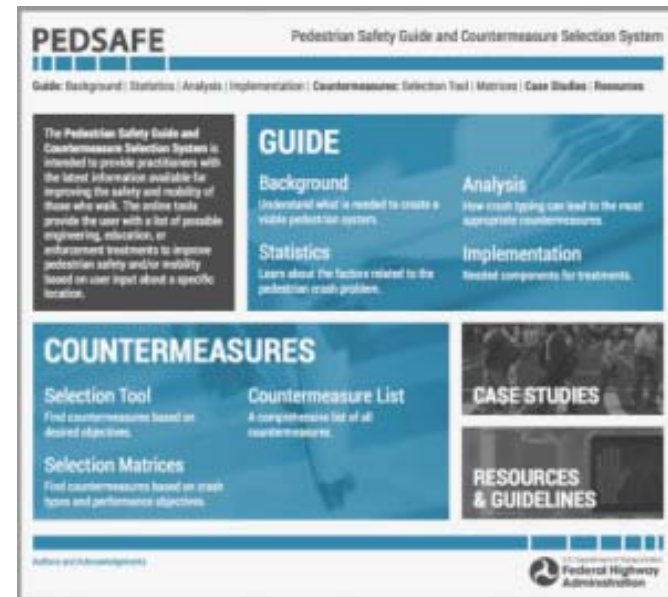 PEDSAFE
Pedestrian Safety Guide and Countermeasure Selection System
Guide: Background | Statistics | Analysis | Implementation | Countermeasures: Selection Tool | Matrices | Case Studies | Resources
The Pedestrian Safety Guide and
Countermeasure Selection System is
intended to provide practitioners with
the latest information available for
improving the safety and mobility of
those who walk. The online tools
provide the user with a list of possible
engineering, education, or
enforcement treatments to improve
pedestrian safety and/or mobility
based on user input about a specific
location.
GUIDE
Background
Understand what is needed to create a
viable pedestrian system.
Statistics
Learn about the factors related to the
pedestrian crash problem.
Analysis
How crash typing can lead to the most
appropriate countermeasures.
Implementation
Needed components for treatments.
COUNTERMEASURES
Selection Tool
Find countermeasures based on
desired objectives.
Selection Matrices
Find countermeasures based on crash
types and performance objectives.
Countermeasure List
A comprehensive list of all
countermeasures.
CASE STUDIES
RESOURCES
& GUIDELINES
Authors and Acknowledgements
U.S. Department of Transportation
Federal Highway
Administration